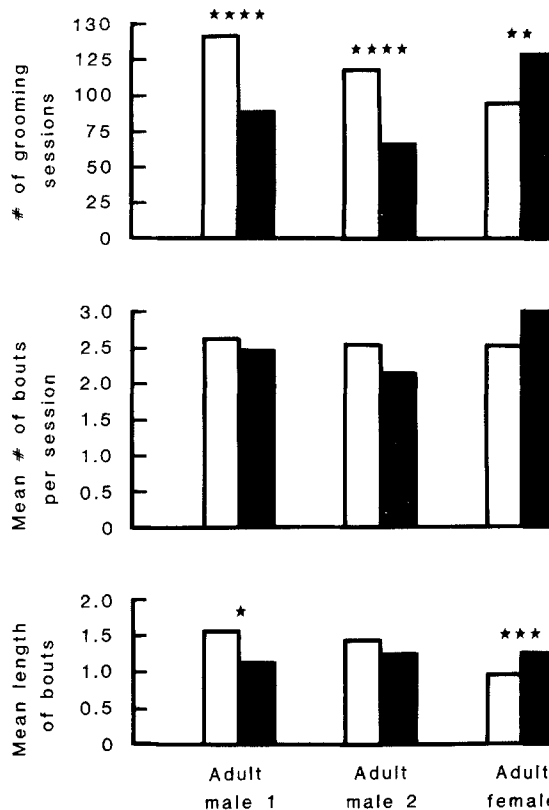 ★★★★
★★★★
★★
130
125
100
75
50
25
0
# of grooming
sessions
3.0
2.5
2.0
1.5
1.0
0.5
0
Mean # of bouts
per session
★
★★★
2.0
1.5
1.0
0.5
0
Mean length
of bouts
Adult
male 1
Adult
male 2
Adult
female